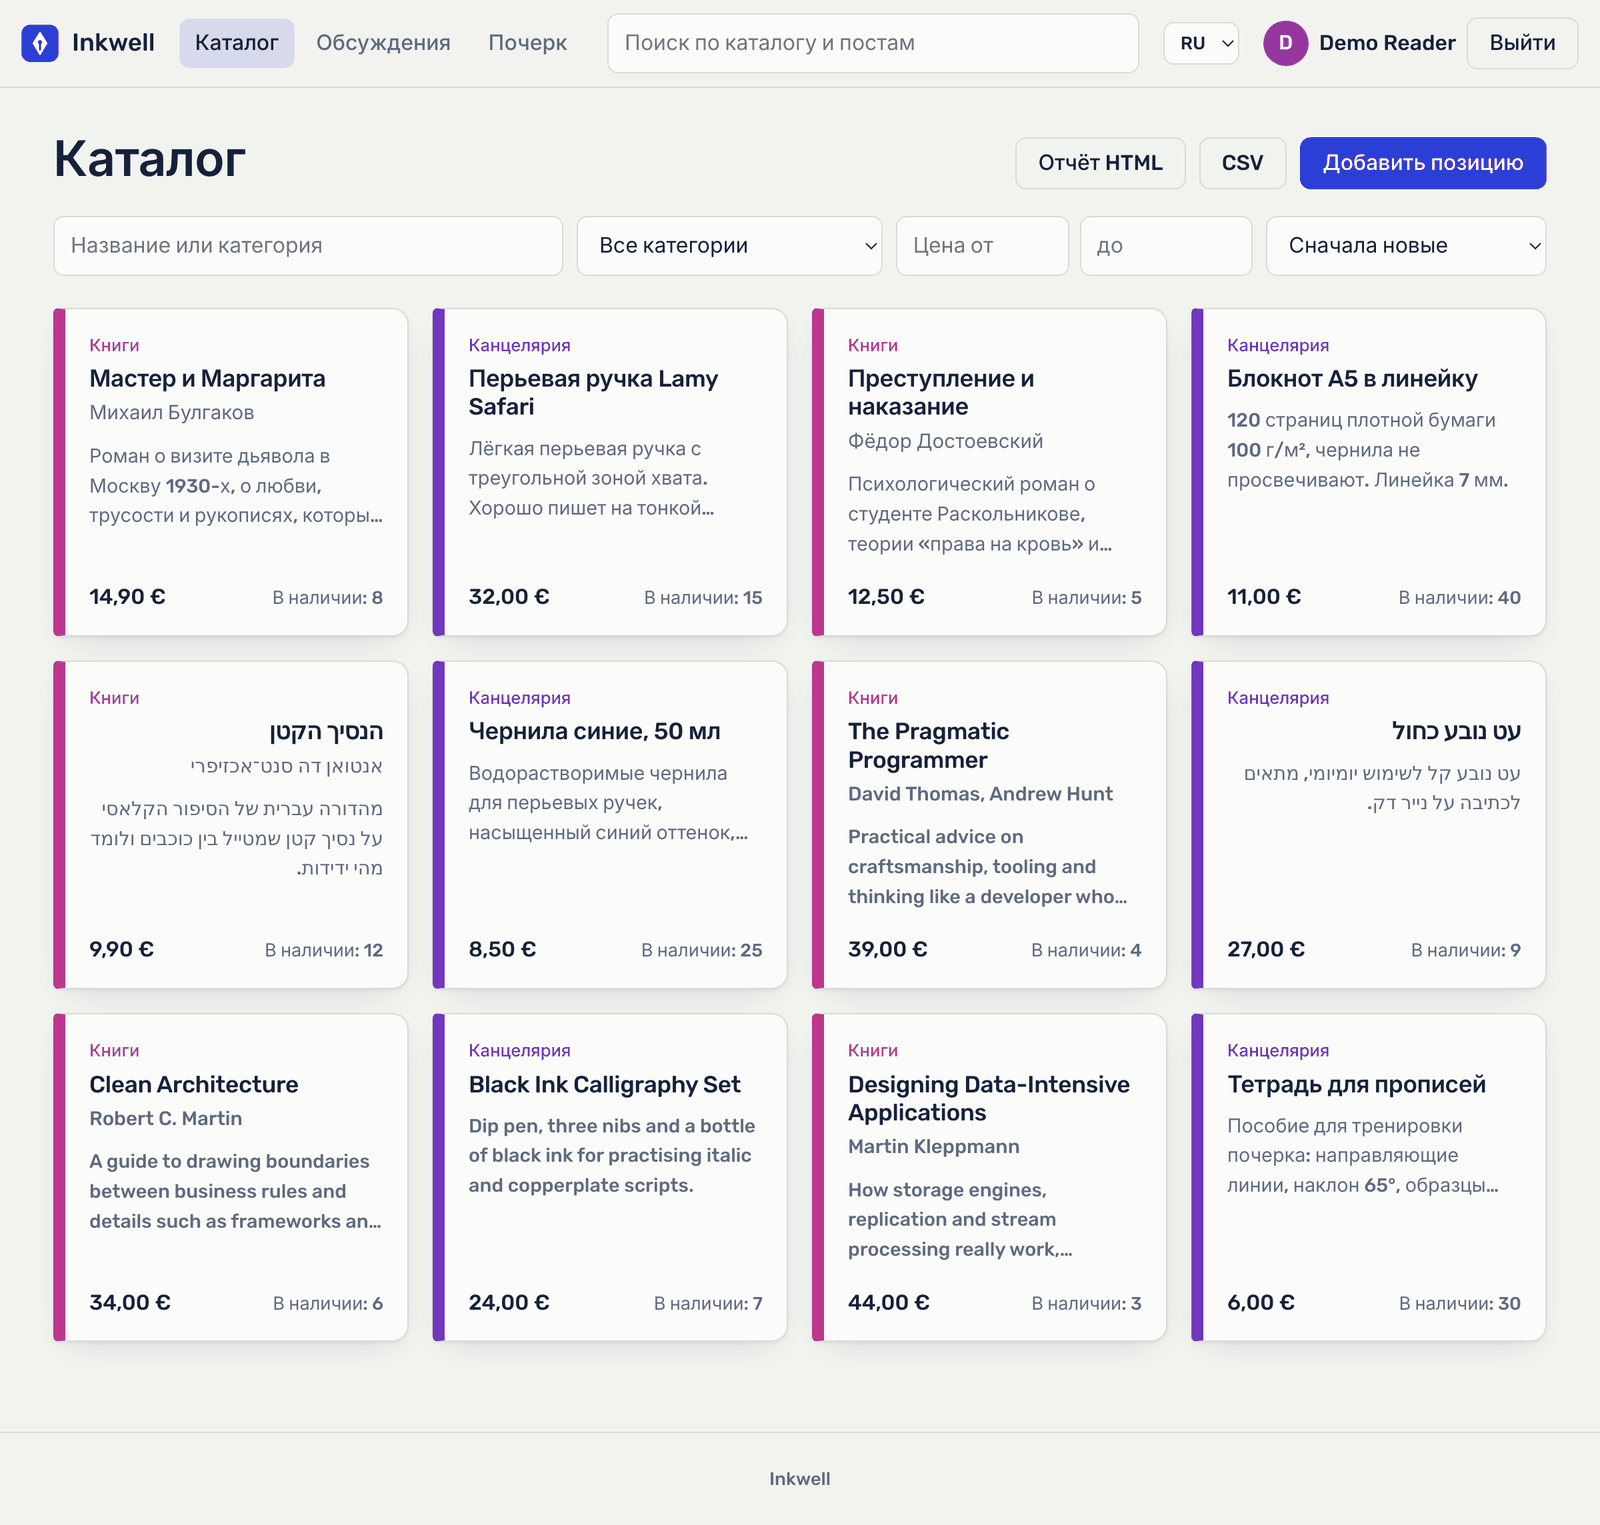 Inkwell
Каталог
Обсуждения
Почерк
Поиск по каталогу и постам
RU
D
Demo Reader
Выйти
Каталог
Отчёт HTML
CSV
Добавить позицию
Название или категория
Все категории
Цена от
до
Сначала новые
Книги
Мастер и Маргарита
Михаил Булгаков
Роман о визите дьявола в
Москву 1930-х, о любви,
трусости и рукописях, которы…
14,90 €
В наличии: 8
Канцелярия
Перьевая ручка Lamy
Safari
Лёгкая перьевая ручка с
треугольной зоной хвата.
Хорошо пишет на тонкой…
32,00 €
В наличии: 15
Книги
Преступление и
наказание
Фёдор Достоевский
Психологический роман о
студенте Раскольникове,
теории «права на кровь» и…
12,50 €
В наличии: 5
Канцелярия
Блокнот A5 в линейку
120 страниц плотной бумаги
100 г/м², чернила не
просвечивают. Линейка 7 мм.
11,00 €
В наличии: 40
Книги
הנסיך הקטן
אנטואן דה סנט־אכזיפרי
מהדורה עברית של הסיפור הקלאסי
על נסיך קטן שמטייל בין כוכבים ולומד
מהי ידידות.
9,90 €
В наличии: 12
Канцелярия
Чернила синие, 50 мл
Водорастворимые чернила
для перьевых ручек,
насыщенный синий оттенок,…
8,50 €
В наличии: 25
Книги
The Pragmatic
Programmer
David Thomas, Andrew Hunt
Practical advice on
craftsmanship, tooling and
thinking like a developer who…
39,00 €
В наличии: 4
Канцелярия
עט נובע כחול
עט נובע קל לשימוש יומיומי, מתאים
לכתיבה על נייר דק.
27,00 €
В наличии: 9
Книги
Clean Architecture
Robert C. Martin
A guide to drawing boundaries
between business rules and
details such as frameworks an…
34,00 €
В наличии: 6
Канцелярия
Black Ink Calligraphy Set
Dip pen, three nibs and a bottle
of black ink for practising italic
and copperplate scripts.
24,00 €
В наличии: 7
Книги
Designing Data-Intensive
Applications
Martin Kleppmann
How storage engines,
replication and stream
processing really work,…
44,00 €
В наличии: 3
Канцелярия
Тетрадь для прописей
Пособие для тренировки
почерка: направляющие
линии, наклон 65°, образцы…
6,00 €
В наличии: 30
Inkwell